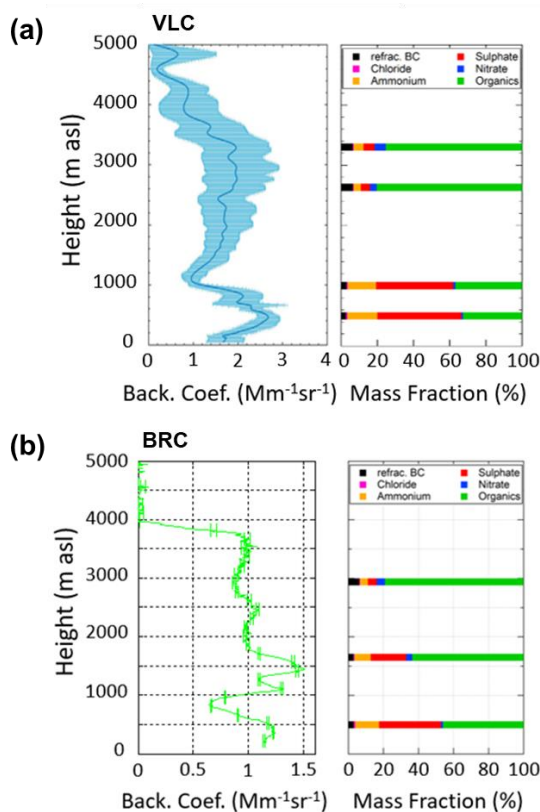 (a)
VLC
5000
4000
3000
2000
1000
0
Height (m asl)
0 1 2 3 4
Back. Coef. (Mm⁻¹sr⁻¹)
refrac. BC Sulphate
Chloride Nitrate
Ammonium Organics
0 20 40 60 80 100
Mass Fraction (%)
(b)
BRC
5000
4000
3000
2000
1000
0
Height (m asl)
0 0.5 1 1.5
Back. Coef. (Mm⁻¹sr⁻¹)
refrac. BC Sulphate
Chloride Nitrate
Ammonium Organics
0 20 40 60 80 100
Mass Fraction (%)